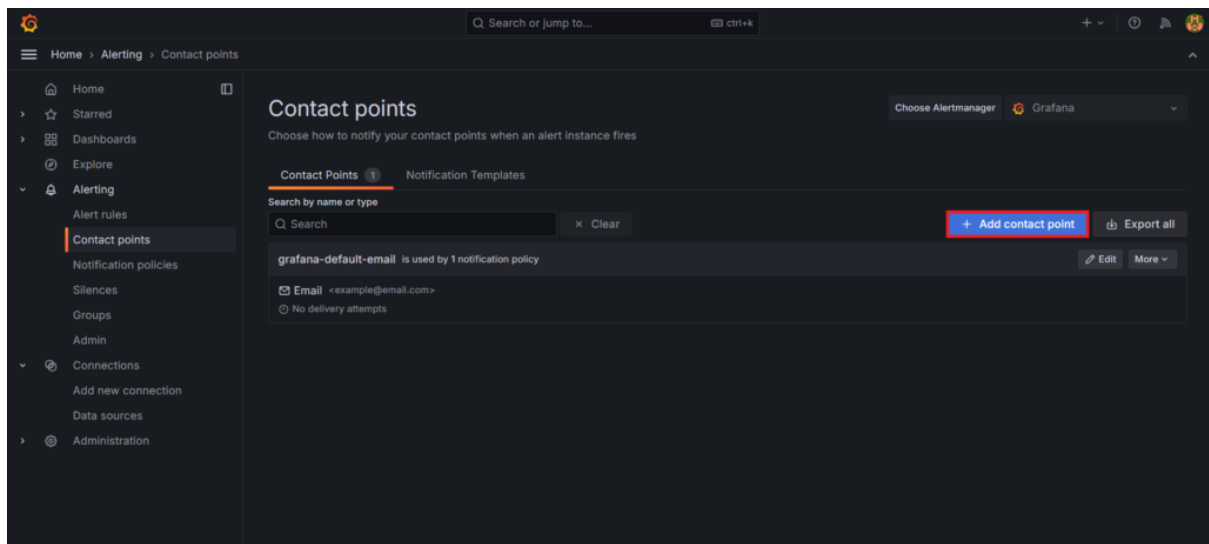 Search or jump to... ctrl+k
Home > Alerting > Contact points
Home
Starred
Dashboards
Explore
Alerting
Alert rules
Contact points
Notification policies
Silences
Groups
Admin
Connections
Add new connection
Data sources
Administration
Contact points
Choose Alertmanager Grafana
Choose how to notify your contact points when an alert instance fires
Contact Points 1 Notification Templates
Search by name or type
Search × Clear + Add contact point Export all
grafana-default-email is used by 1 notification policy Edit More
Email <example@email.com>
No delivery attempts